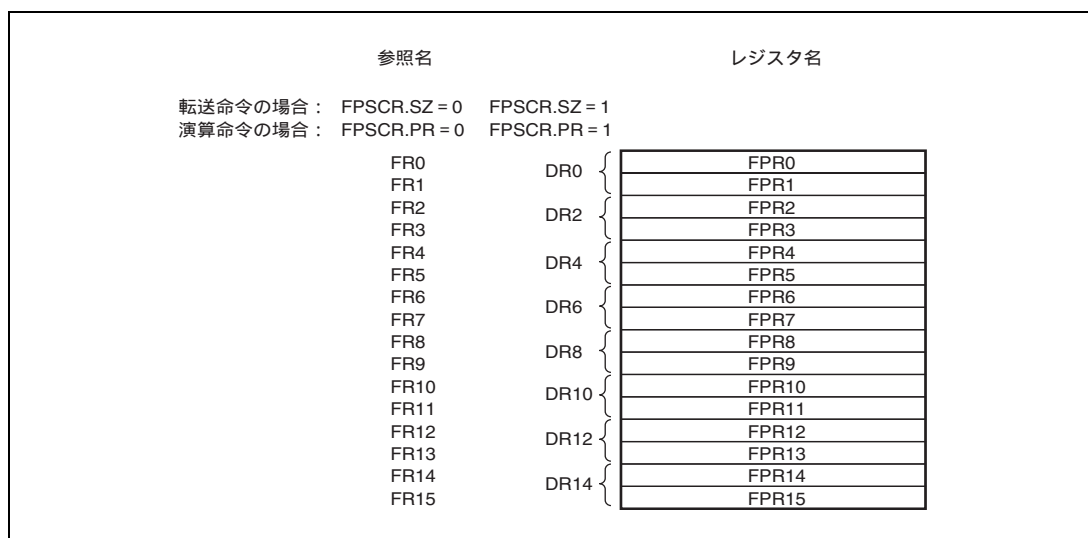 参照名 レジスタ名
転送命令の場合： FPSCR.SZ = 0 FPSCR.SZ = 1
演算命令の場合： FPSCR.PR = 0 FPSCR.PR = 1
FR0 DR0 FPR0
FR1 FPR1
FR2 DR2 FPR2
FR3 FPR3
FR4 DR4 FPR4
FR5 FPR5
FR6 DR6 FPR6
FR7 FPR7
FR8 DR8 FPR8
FR9 FPR9
FR10 DR10 FPR10
FR11 FPR11
FR12 DR12 FPR12
FR13 FPR13
FR14 DR14 FPR14
FR15 FPR15